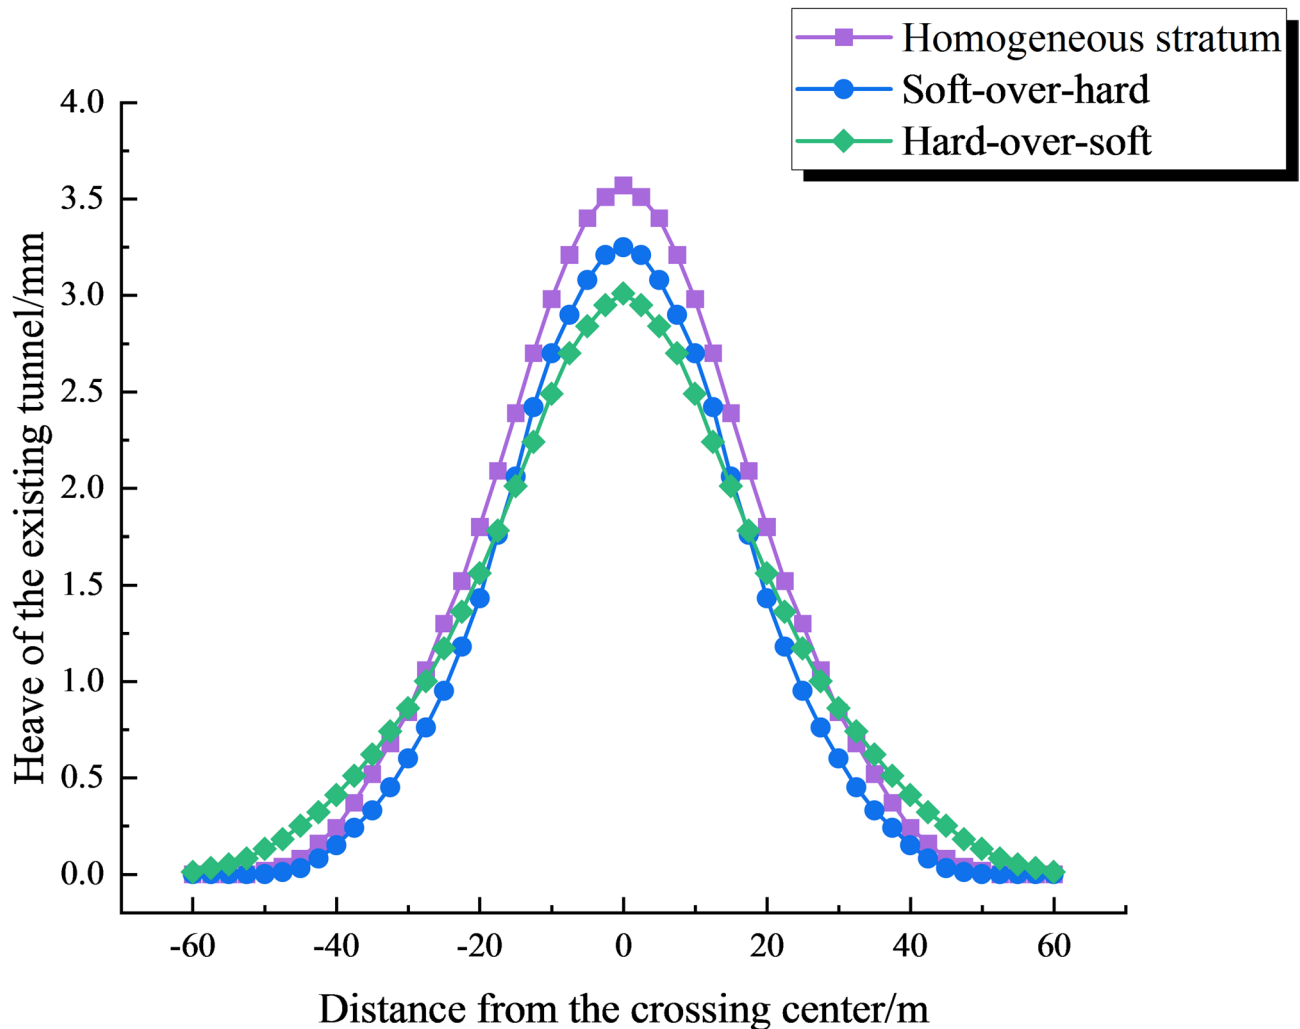 Homogeneous stratum
Soft-over-hard
Hard-over-soft
4.0
3.5
3.0
2.5
2.0
1.5
1.0
0.5
0.0
Heave of the existing tunnel/mm
-60 -40 -20 0 20 40 60
Distance from the crossing center/m